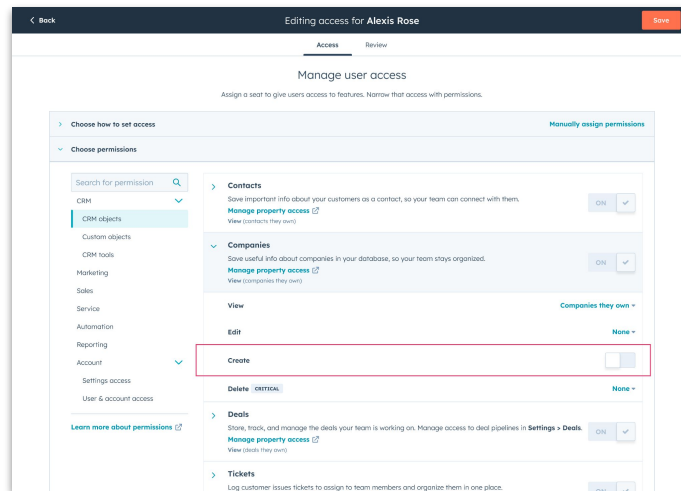 Back
Editing access for Alexis Rose
Save
Access
Review
Manage user access
Assign a seat to give users access to features. Narrow that access with permissions.
Choose how to set access
Manually assign permissions
Choose permissions
Search for permission
CRM
CRM objects
Custom objects
CRM tools
Marketing
Sales
Service
Automation
Reporting
Account
Settings access
User & account access
Learn more about permissions
Contacts
Save important info about your customers as a contact, so your team can connect with them.
Manage property access
View (contacts they own)
ON
Companies
Save useful info about companies in your database, so your team stays organized.
Manage property access
View (companies they own)
ON
View
Companies they own
Edit
None
Create
Delete CRITICAL
None
Deals
Store, track, and manage the deals your team is working on. Manage access to deal pipelines in Settings > Deals.
Manage property access
View (deals they own)
ON
Tickets
Log customer issues tickets to assign to team members and organize them in one place.
ON